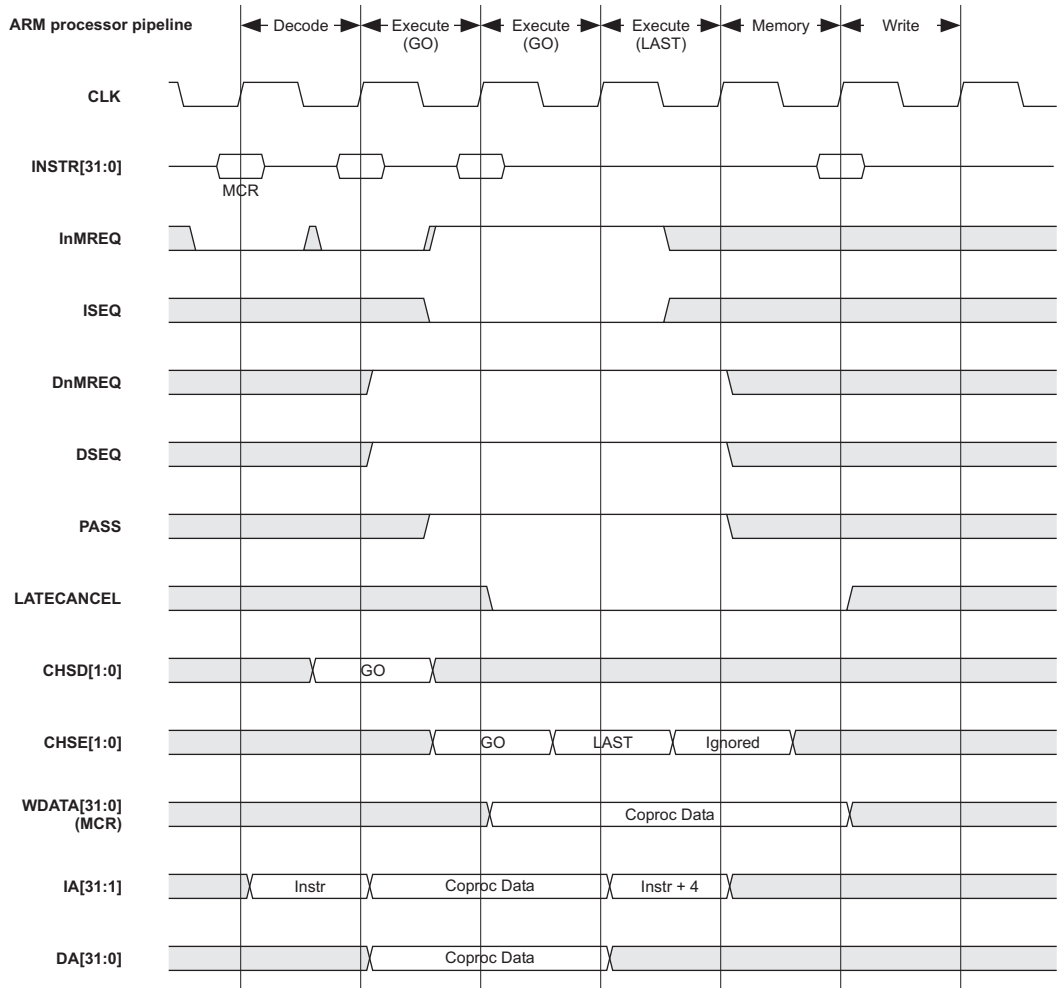 ARM processor pipeline
Decode Execute Execute Execute Memory Write
(GO) (GO) (LAST)
CLK
INSTR[31:0]
MCR
InMREQ
ISEQ
DnMREQ
DSEQ
PASS
LATECANCEL
CHSD[1:0] GO
CHSE[1:0] GO LAST Ignored
WDATA[31:0] Coproc Data
(MCR)
IA[31:1] Instr Coproc Data Instr + 4
DA[31:0] Coproc Data